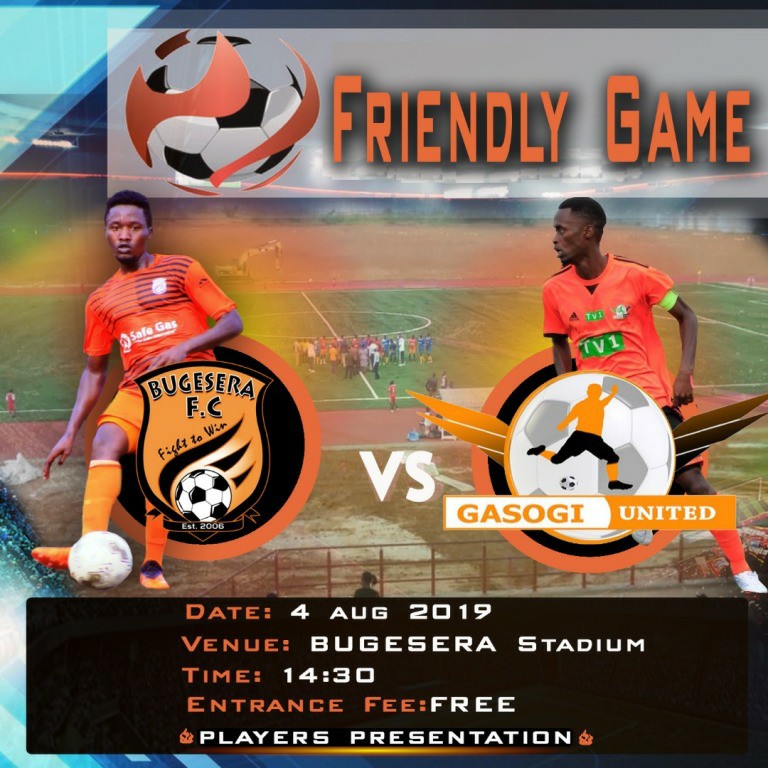 FRIENDLY GAME
Safe Gas
TV1
TV1
BUGESERA
F.C
Fight to Win
Est. 2006
VS
GASOGI UNITED
DATE: 4 AUG 2019
VENUE: BUGESERA STADIUM
TIME: 14:30
ENTRANCE FEE:FREE
PLAYERS PRESENTATION